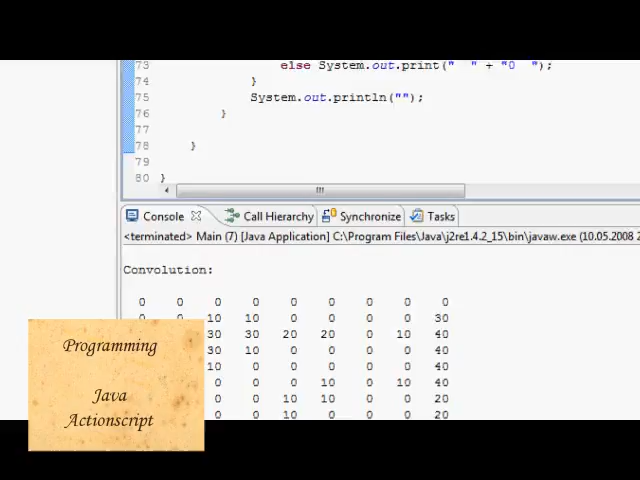 73 else System.out.print("  " + "0  ");
74 }
75 System.out.println("");
76 }
77
78 }
79
80 }
Console Call Hierarchy Synchronize Tasks
<terminated> Main (7) [Java Application] C:\Program Files\Java\j2re1.4.2_15\bin\javaw.exe (10.05.2008 2
Convolution:
0 0 0 0 0 0 0 0 0
0 0 10 10 0 0 0 0 30
30 30 20 20 0 10 40
30 10 0 0 0 0 40
10 0 0 0 0 0 40
0 0 0 10 0 10 40
0 0 10 10 0 0 20
0 0 10 0 0 0 20
Programming
Java
Actionscript